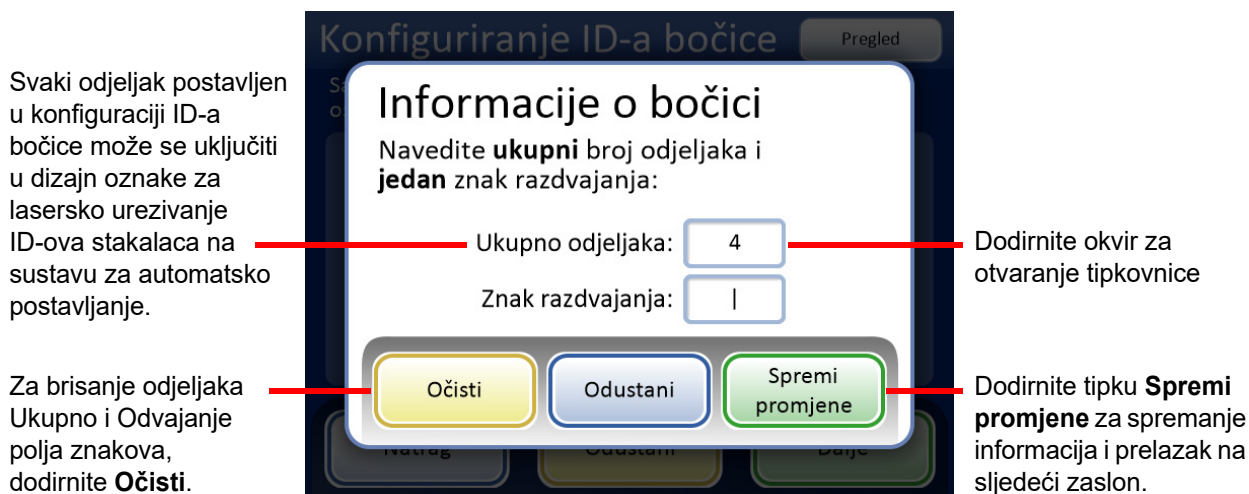 Konfiguriranje ID-a bočice
Pregled
Svaki odjeljak postavljen
u konfiguraciji ID-a
bočice može se uključiti
u dizajn oznake za
lasersko urezivanje
ID-ova stakalaca na
sustavu za automatsko
postavljanje.
Informacije o bočici
Navedite ukupni broj odjeljaka i
jedan znak razdvajanja:
Ukupno odjeljaka: 4
Znak razdvajanja: |
Dodirnite okvir za
otvaranje tipkovnice
Za brisanje odjeljaka
Ukupno i Odvajanje
polja znakova,
dodirnite Očisti.
Očisti
Odustani
Spremi
promjene
Dodirnite tipku Spremi
promjene za spremanje
informacija i prelazak na
sljedeći zaslon.
Natrag
Odustani
Dalje